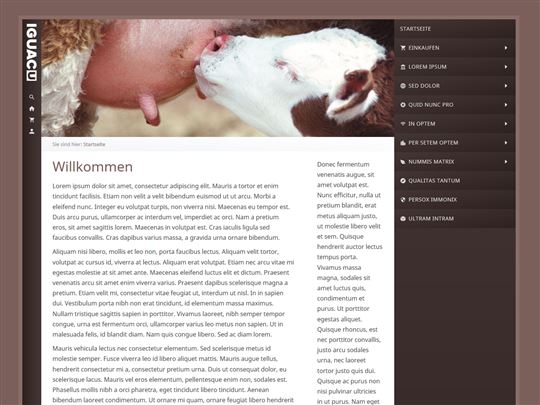 IGUACU
STARTSEITE
EINKAUFEN
LOREM IPSUM
SED DOLOR
QUID NUNC PRO
IN OPTEM
PER SETEM OPTEM
NUMMIS MATRIX
QUALITAS TANTUM
PERSOX IMMONIX
ULTRAM INTRAM
Sie sind hier: Startseite
Willkommen
Lorem ipsum dolor sit amet, consectetur adipiscing elit. Mauris a tortor et enim
tincidunt facilisis. Etiam non velit a velit bibendum euismod ut ut arcu. Morbi a
eleifend nunc. Integer eu volutpat turpis, non viverra nisi. Maecenas eu tempor est.
Duis arcu purus, ullamcorper ac interdum vel, imperdiet ac orci. Nam a pretium
eros, sit amet sagittis lorem. Maecenas in volutpat est. Cras iaculis ligula sed
faucibus convallis. Cras dapibus varius massa, a gravida urna ornare bibendum.
Aliquam nisi libero, mollis et leo non, porta faucibus lectus. Aliquam velit tortor,
volutpat ac cursus id, viverra at lectus. Aliquam erat volutpat. Etiam nec arcu vitae mi
egestas molestie at sit amet ante. Maecenas eleifend luctus elit et dictum. Praesent
venenatis arcu sit amet enim viverra varius. Praesent dapibus scelerisque magna a
pretium. Etiam velit mi, consectetur vitae feugiat ut, interdum ut nisl. In in sapien
dui. Vestibulum porta nibh non erat tincidunt, id elementum massa maximus.
Nullam tristique sagittis sapien in porttitor. Vivamus laoreet, nibh semper tempor
congue, urna est fermentum orci, ullamcorper varius leo metus non sapien. Ut in
malesuada felis, id blandit diam. Nam quis congue libero. Sed ac diam lorem.
Mauris vehicula lectus nec consectetur elementum. Sed scelerisque metus id
molestie semper. Fusce viverra leo id libero aliquet mattis. Mauris augue tellus,
hendrerit consectetur mi a, consectetur pretium urna. Duis ut consequat dolor, eu
scelerisque lacus. Mauris vel eros elementum, pellentesque enim non, sodales est.
Phasellus mollis nibh a orci pharetra, eget tincidunt libero tincidunt. Aenean
bibendum laoreet condimentum. Ut ornare mi quam, ornare feugiat libero hendrerit
Donec fermentum
venenatis augue, sit
amet volutpat est.
Nunc efficitur, nulla ut
pretium blandit, erat
metus aliquam justo,
ut molestie libero velit
et sem. Quisque
hendrerit auctor lectus
tempus porta.
Vivamus massa
magna, sodales sit
amet luctus quis,
condimentum et
purus. Ut porttitor
egestas aliquet.
Quisque rhoncus, est
nec porttitor convallis,
justo arcu sodales
urna, nec laoreet
tortor justo quis dui.
Quisque ac purus non
nisi pulvinar ultricies
in ut purus. Nam eget